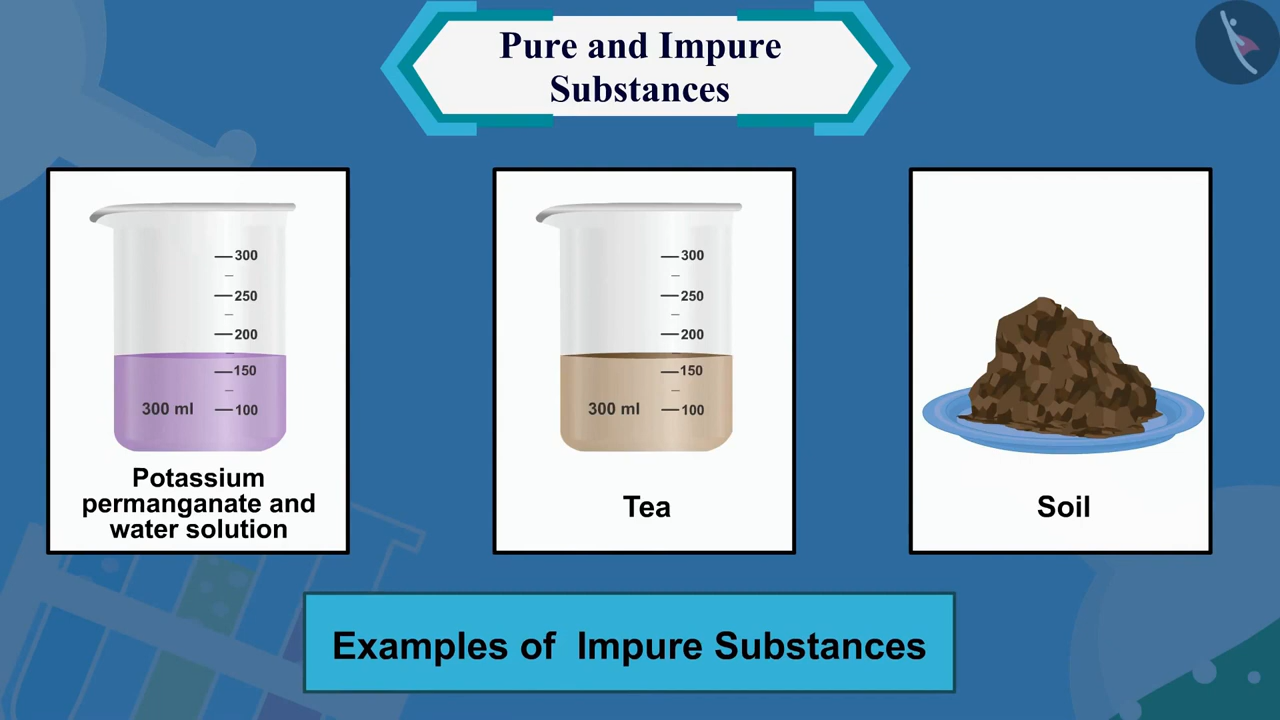 Pure and Impure
Substances
300
250
200
150
300 ml
100
Potassium
permanganate and
water solution
300
250
200
150
300 ml
100
Tea
Soil
Examples of Impure Substances